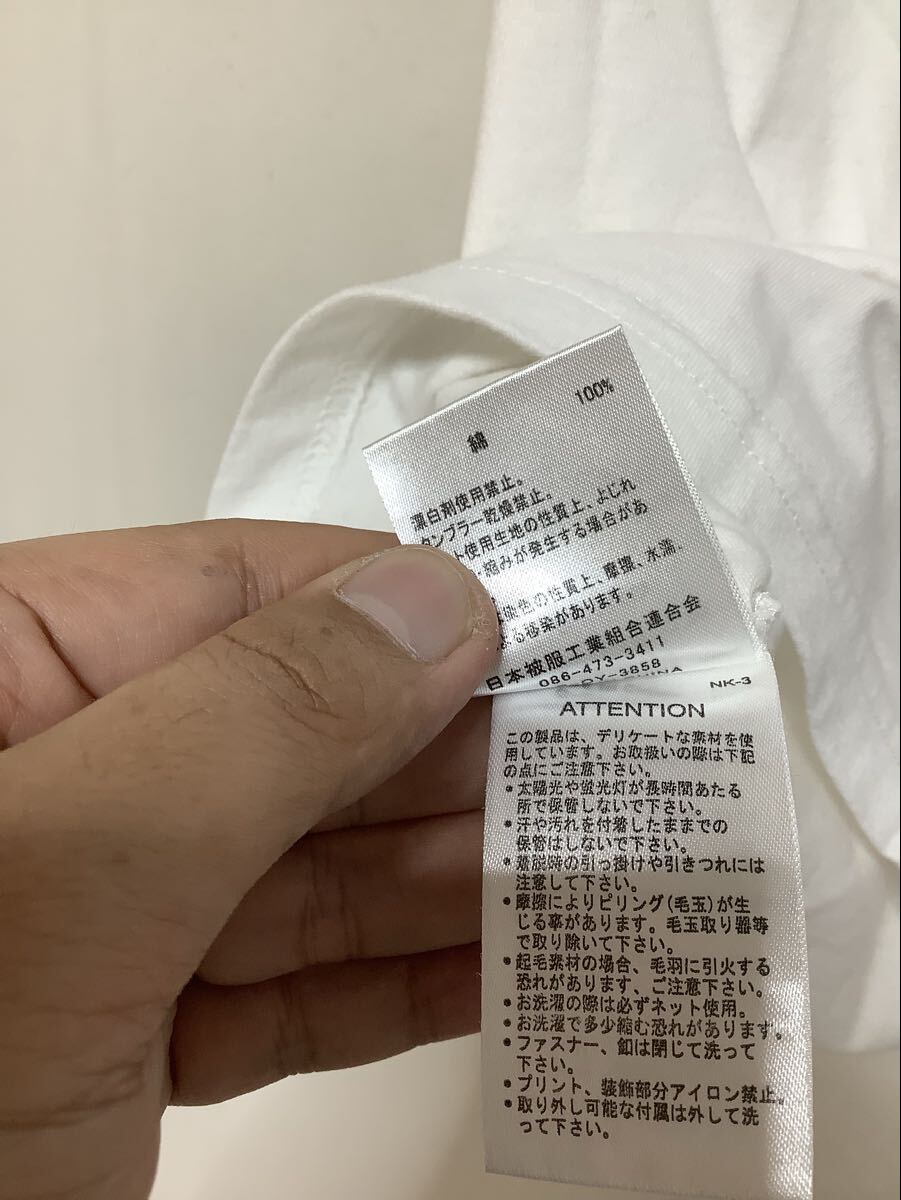 綿 100%
漂白剤使用禁止。
タンブラー乾燥禁止。
使用生地の性質上、よじれ
縮みが発生する場合があ
染色の性質上、摩擦、水濡、
よる移染があります。
日本被服工業組合連合会
086-473-3411
DY-3858
NK-3
ATTENTION
この製品は、デリケートな素材を使
用しています。お取扱いの際は下記
の点にご注意下さい。
•太陽光や蛍光灯が長時間あたる
所で保管しないで下さい。
•汗や汚れを付着したままでの
保管はしないで下さい。
•着脱時の引っ掛けや引きつれには
注意して下さい。
•摩擦によりピリング(毛玉)が生
じる事があります。毛玉取り器等
で取り除いて下さい。
•起毛素材の場合、毛羽に引火する
恐れがあります、ご注意下さい。
•お洗濯の際は必ずネット使用。
•お洗濯で多少縮む恐れがあります。
•ファスナー、釦は閉じて洗って
下さい。
•プリント、装飾部分アイロン禁止。
•取り外し可能な付属は外して洗
って下さい。